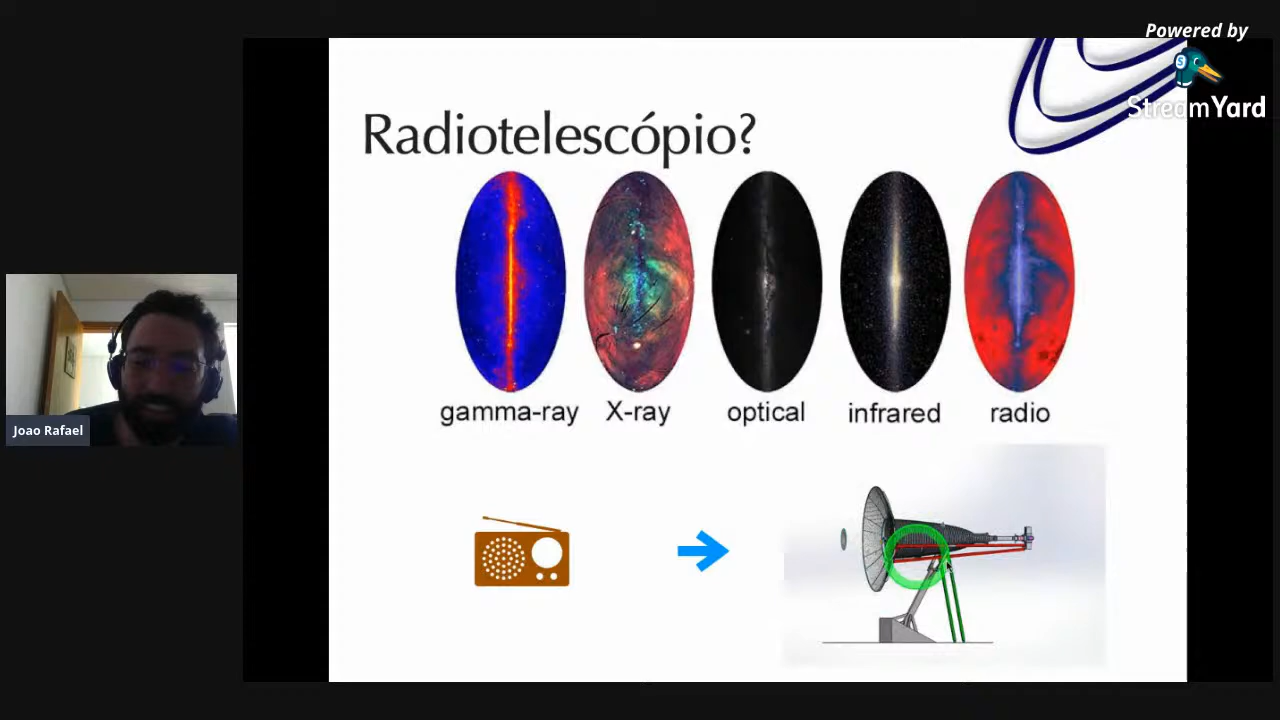 Powered by
S
StreamYard
Radiotelescópio?
gamma-ray X-ray optical infrared radio
Joao Rafael